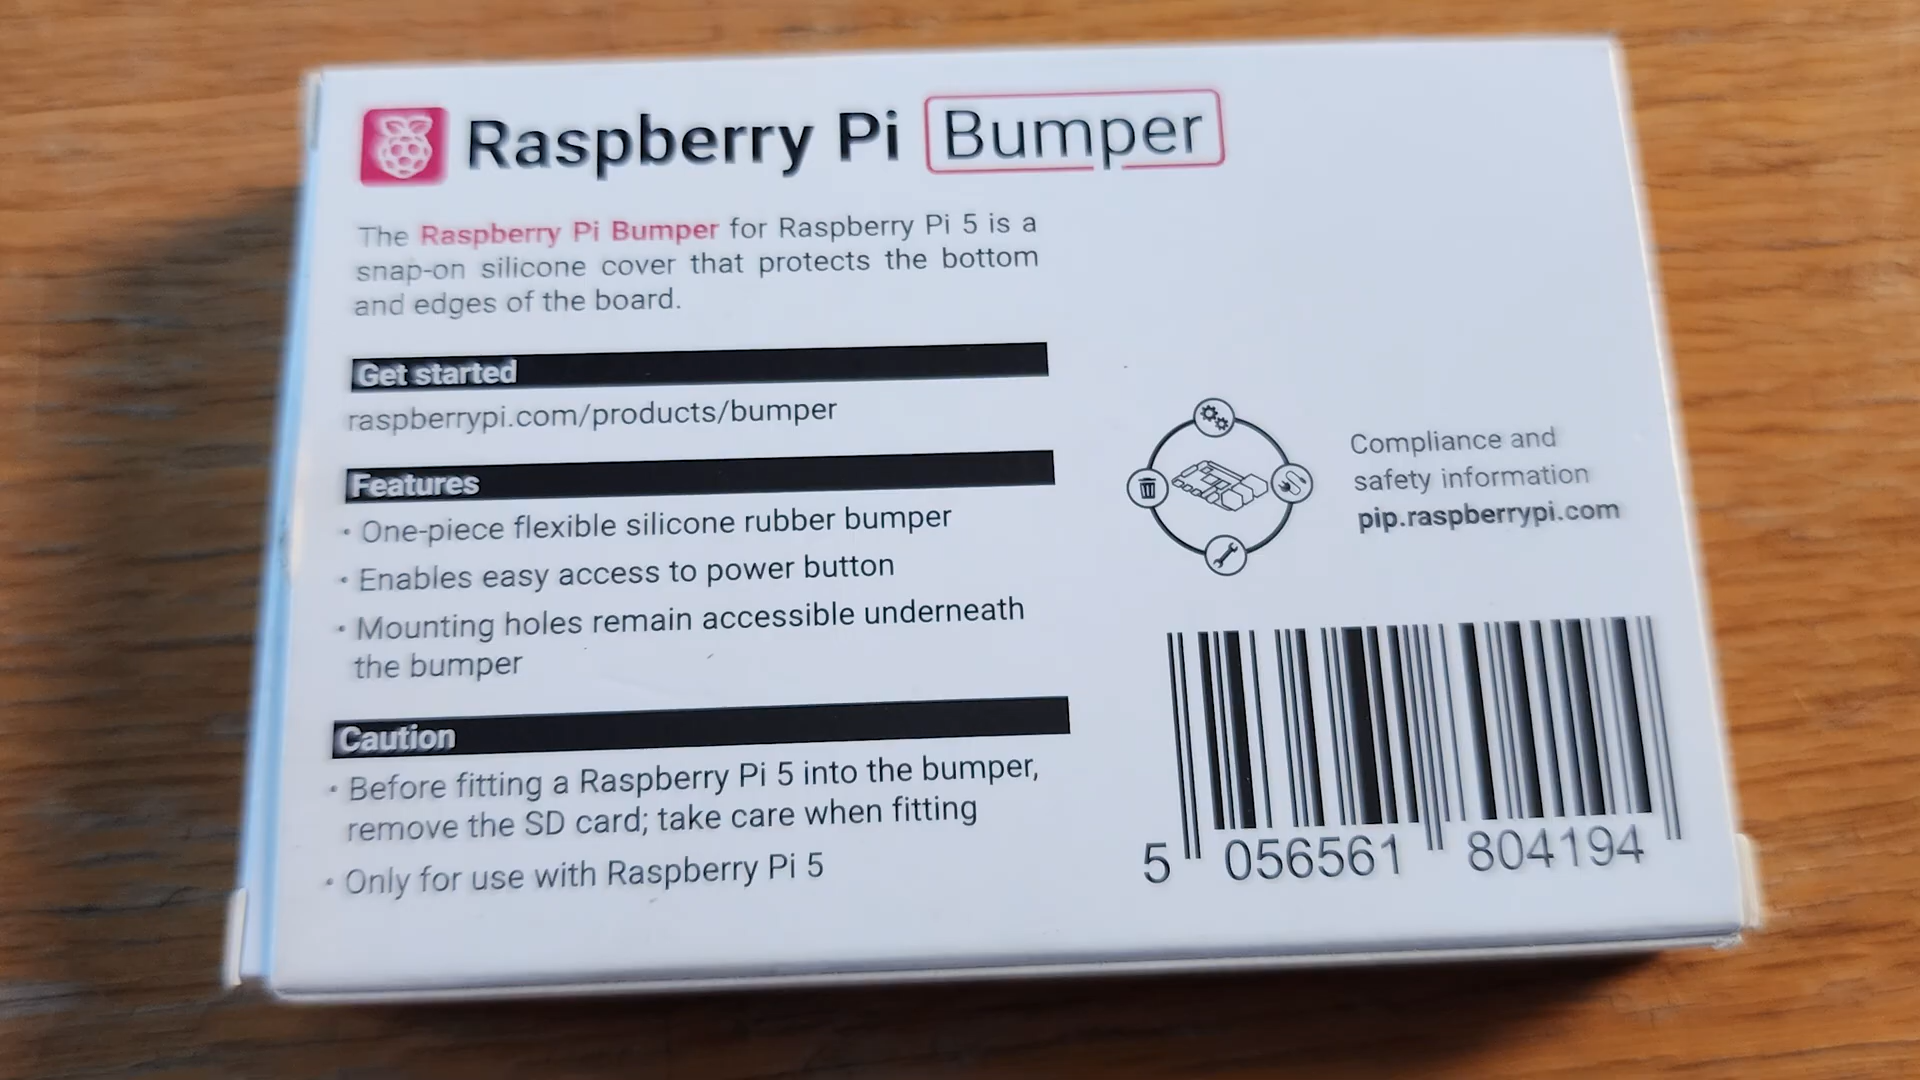 Raspberry Pi Bumper
The Raspberry Pi Bumper for Raspberry Pi 5 is a
snap-on silicone cover that protects the bottom
and edges of the board.
Get started
raspberrypi.com/products/bumper
Features
· One-piece flexible silicone rubber bumper
· Enables easy access to power button
· Mounting holes remain accessible underneath
the bumper
Caution
· Before fitting a Raspberry Pi 5 into the bumper,
remove the SD card; take care when fitting
· Only for use with Raspberry Pi 5
Compliance and
safety information
pip.raspberrypi.com
5 056561 804194